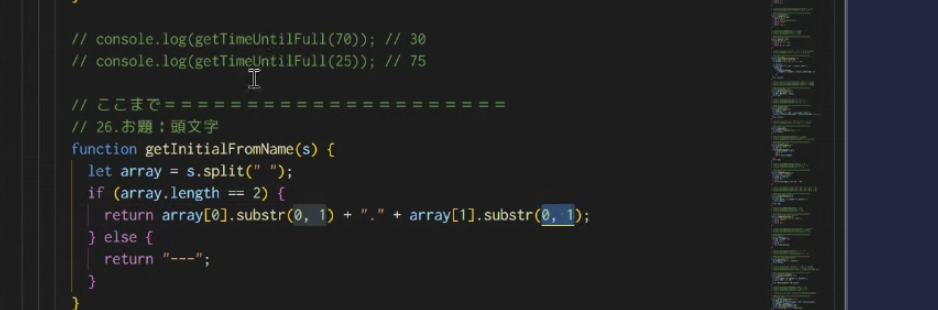 // console.log(getTimeUntilFull(70)); // 30
// console.log(getTimeUntilFull(25)); // 75
// ここまで＝＝＝＝＝＝＝＝＝＝＝＝＝＝＝＝＝＝＝＝＝
// 26.お題：頭文字
function getInitialFromName(s) {
let array = s.split(" ");
if (array.length == 2) {
return array[0].substr(0, 1) + "." + array[1].substr(0, 1);
} else {
return "---";
}
}